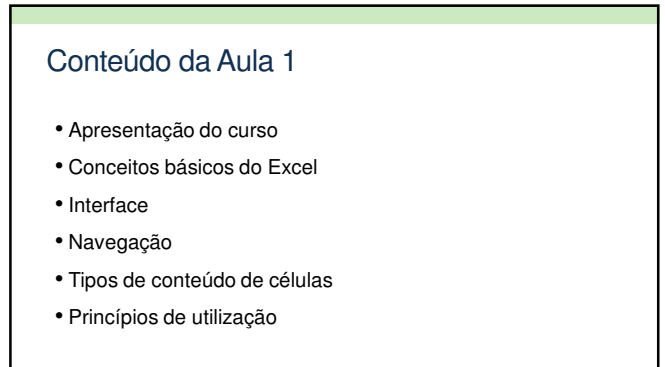 Conteúdo da Aula 1
• Apresentação do curso
• Conceitos básicos do Excel
• Interface
• Navegação
• Tipos de conteúdo de células
• Princípios de utilização